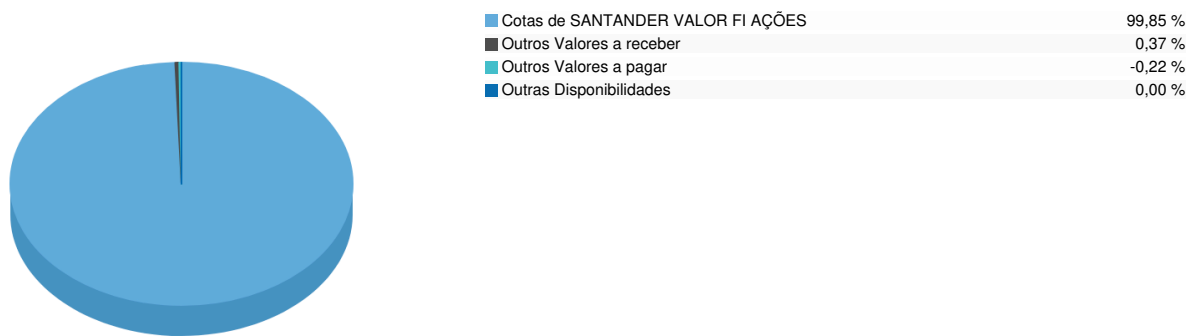 Cotas de SANTANDER VALOR FI AÇÕES 99,85 %
Outros Valores a receber 0,37 %
Outros Valores a pagar -0,22 %
Outras Disponibilidades 0,00 %